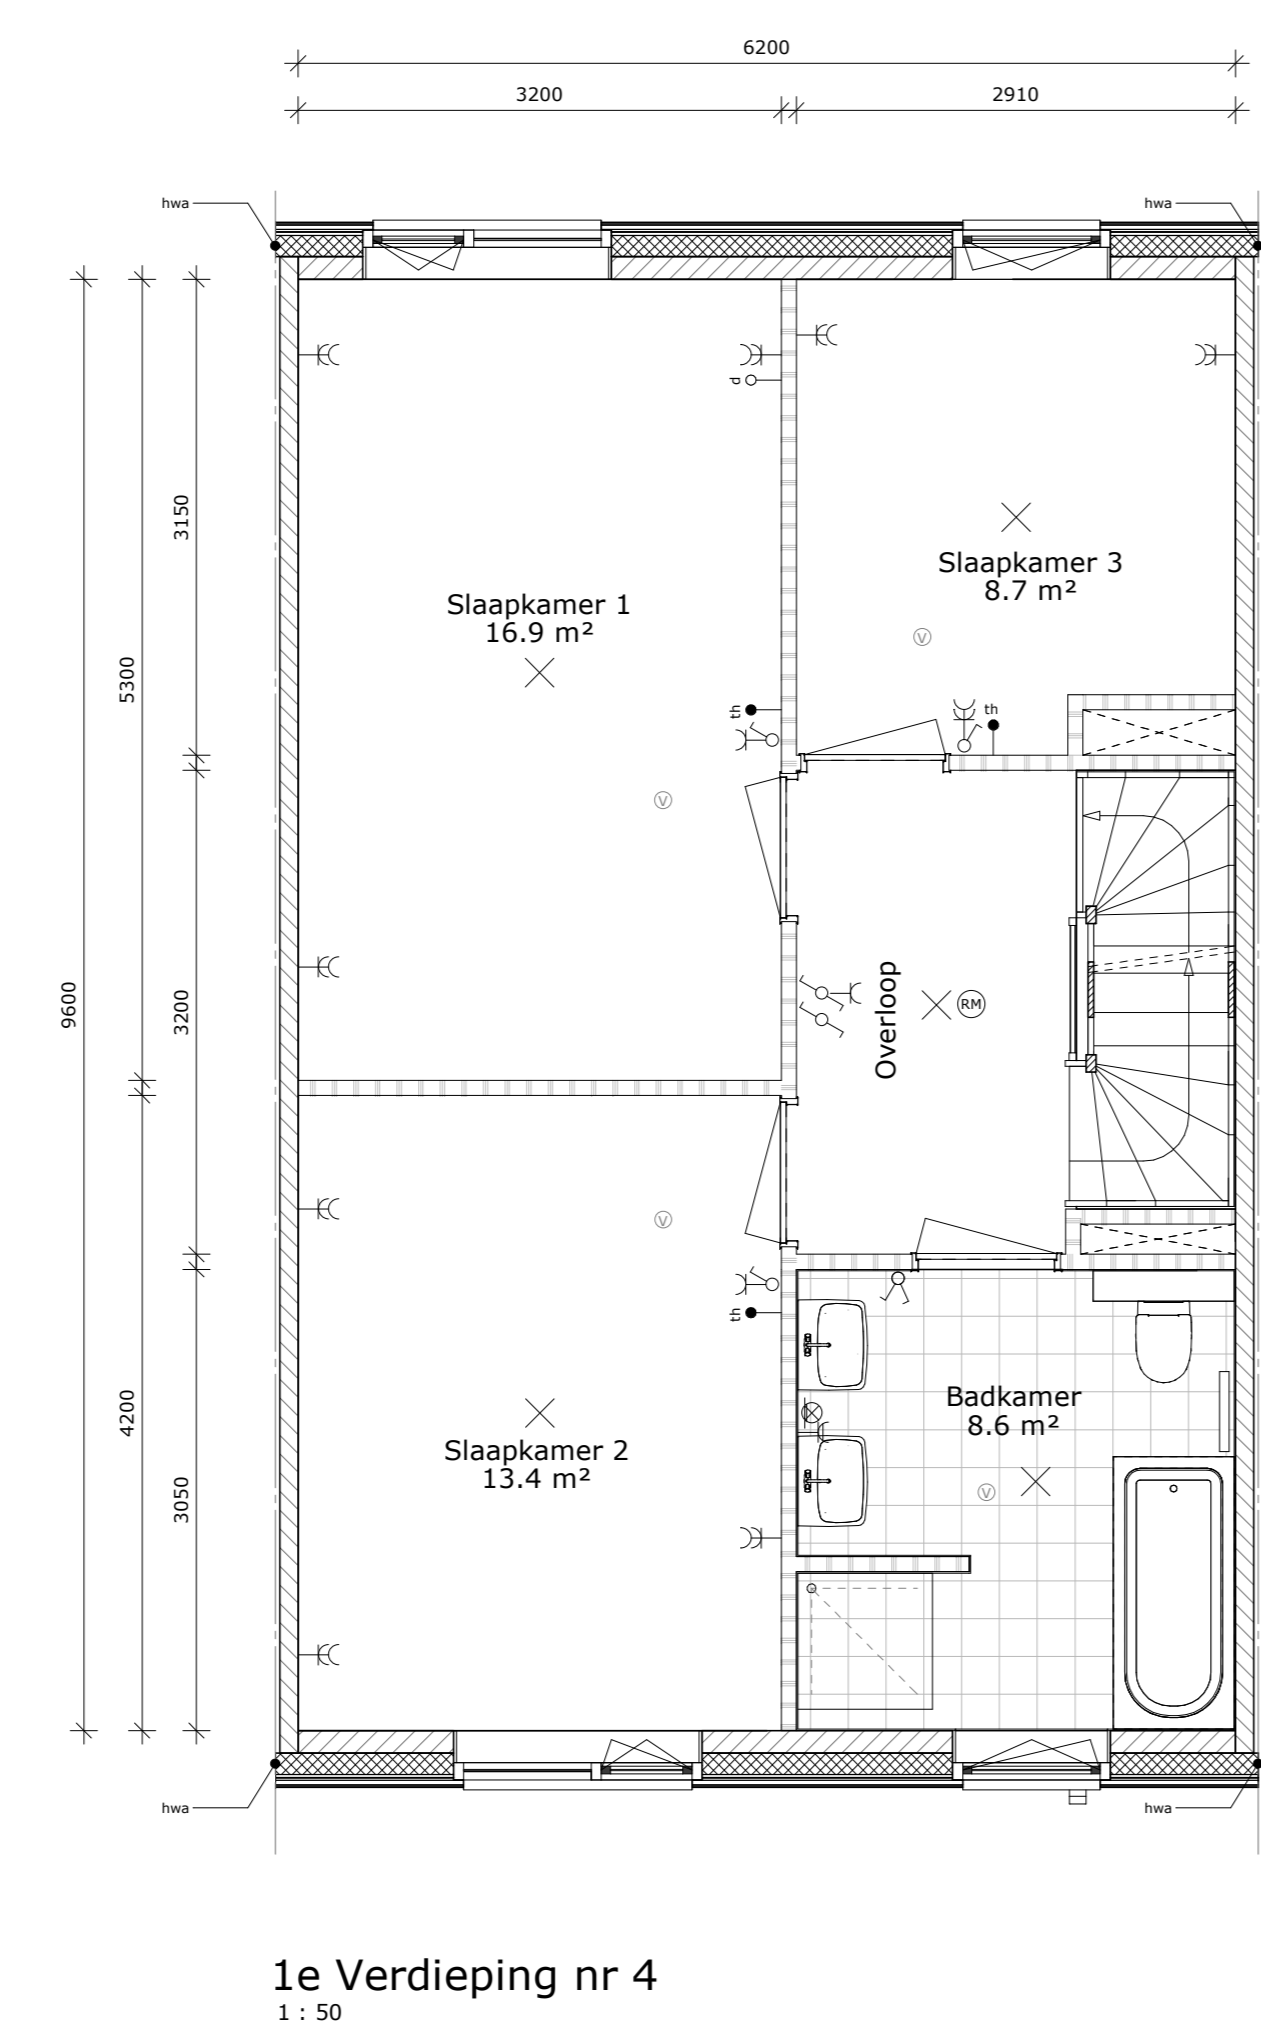 6200
3200
2910
hwa
hwa
d
3150
Slaapkamer 3
8.7 m²
Slaapkamer 1
16.9 m²
V
5300
th
th
V
9600
3200
Overloop
RM
V
th
4200
Badkamer
8.6 m²
Slaapkamer 2
13.4 m²
V
3050
hwa
hwa
1e Verdieping nr 4
1 : 50